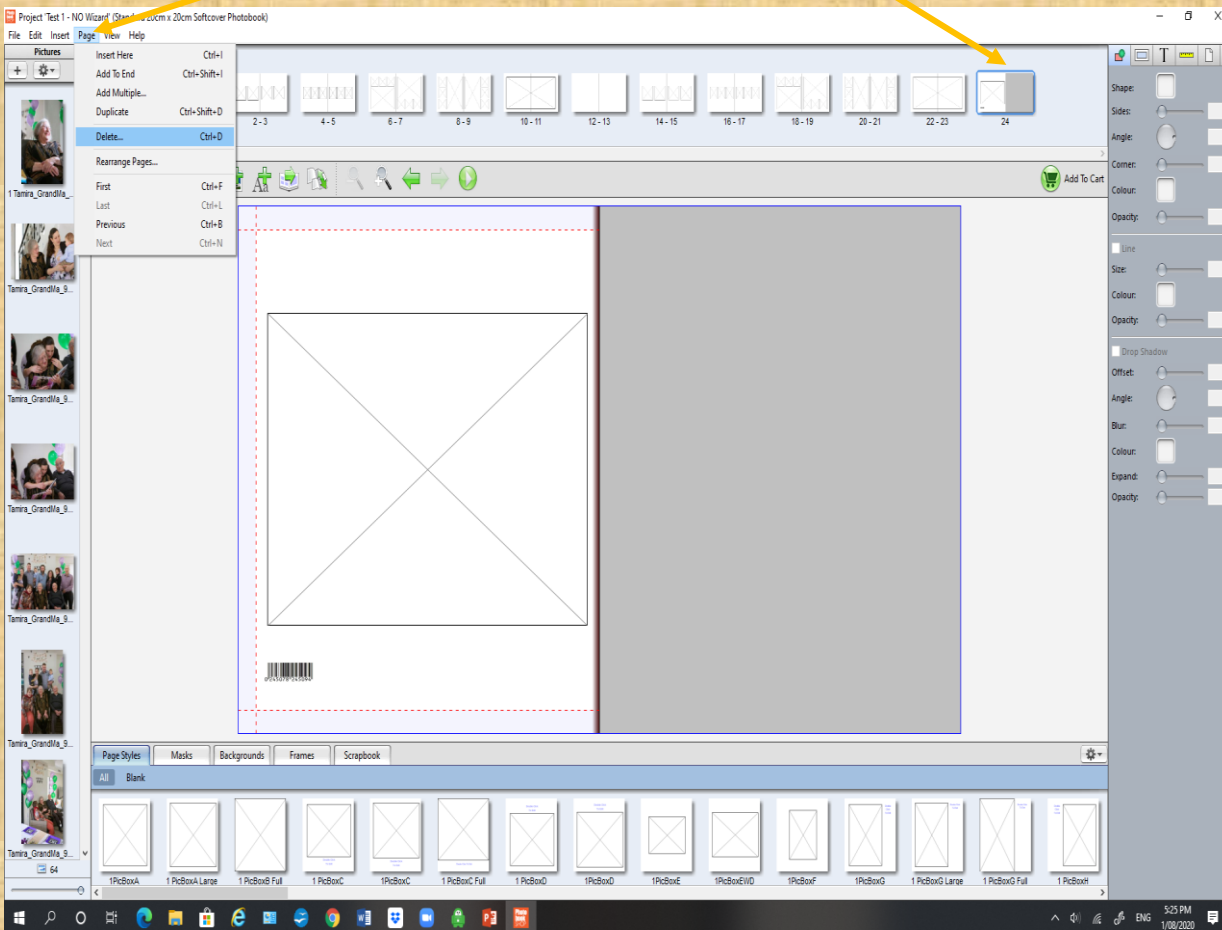 Project 'Test 1 - NO Wizard' (Standard 20cm x 20cm Softcover Photobook)
File Edit Insert Page View Help
Pictures
Insert Here Ctrl+I
Add To End Ctrl+Shift+I
Add Multiple...
Duplicate Ctrl+Shift+D
Delete... Ctrl+D
Rearrange Pages...
First Ctrl+F
Last Ctrl+L
Previous Ctrl+B
Next Ctrl+N
2 - 3 4 - 5 6 - 7 8 - 9 10 - 11 12 - 13 14 - 15 16 - 17 18 - 19 20 - 21 22 - 23 24
Add To Cart
1 Tamira_GrandMa_...
Tamira_GrandMa_9...
Tamira_GrandMa_9...
Tamira_GrandMa_9...
Tamira_GrandMa_9...
Tamira_GrandMa_9...
Tamira_GrandMa_9...
64
Shape:
Sides:
Angle:
Corner:
Colour:
Opacity:
Line
Size:
Colour:
Opacity:
Drop Shadow
Offset:
Angle:
Blur:
Colour:
Expand:
Opacity:
Page Styles Masks Backgrounds Frames Scrapbook
All Blank
1PicBoxA 1 PicBoxA Large 1 PicBoxB Full 1 PicBoxC 1PicBoxC 1 PicBoxC Full 1 PicBoxD 1PicBoxD 1PicBoxE 1PicBoxEWD 1PicBoxF 1PicBoxG 1 PicBoxG Large 1 PicBoxG Full 1 PicBoxH
ENG
5:25 PM
1/08/2020